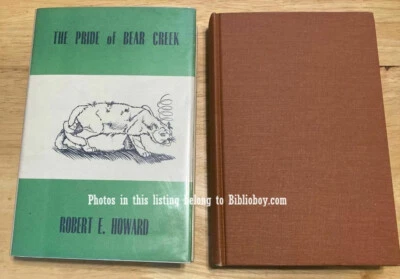 THE PRIDE of BEAR CREEK
Photos in this listing belong to Biblioboy.com
ROBERT E. HOWARD